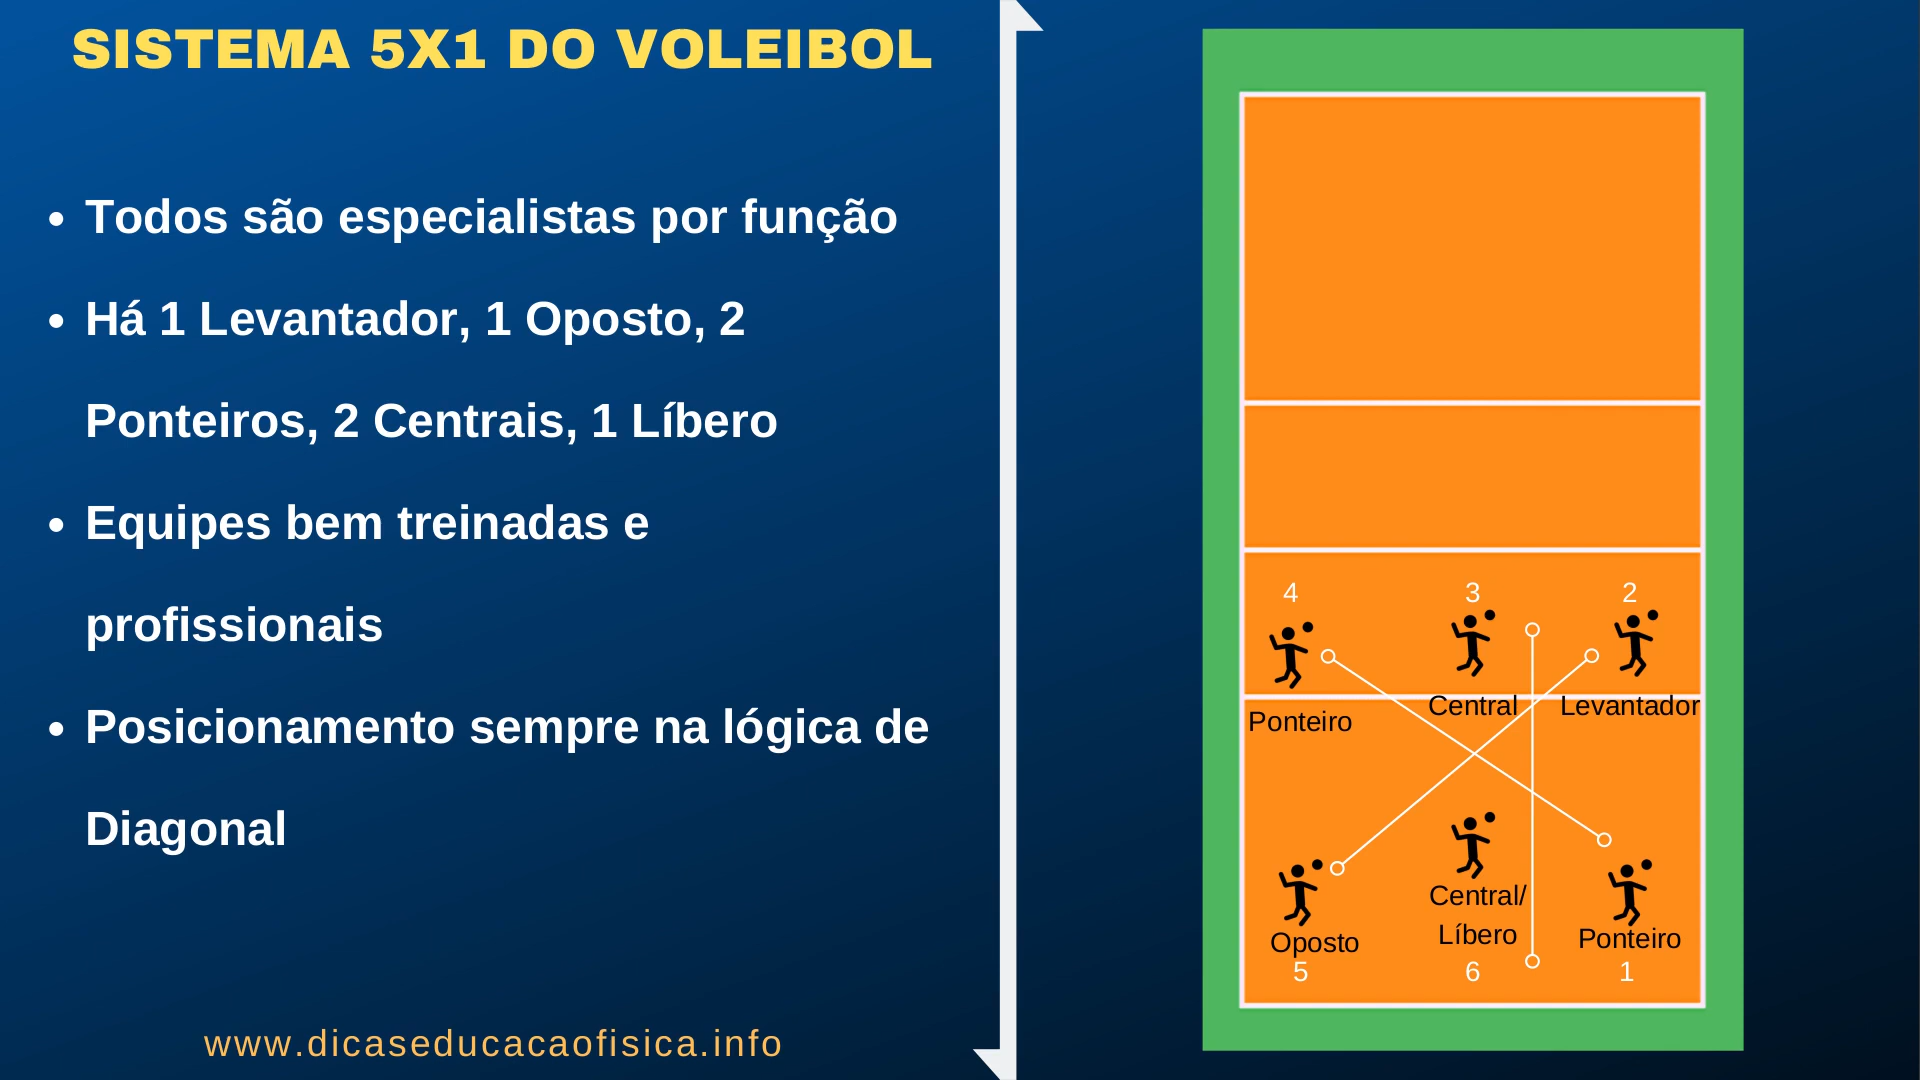 SISTEMA 5X1 DO VOLEIBOL
• Todos são especialistas por função
• Há 1 Levantador, 1 Oposto, 2
Ponteiros, 2 Centrais, 1 Líbero
• Equipes bem treinadas e
profissionais
• Posicionamento sempre na lógica de
Diagonal
www.dicaseducacaofisica.info
4 3 2
Ponteiro Central Levantador
Central/
Líbero
Oposto Ponteiro
5 6 1